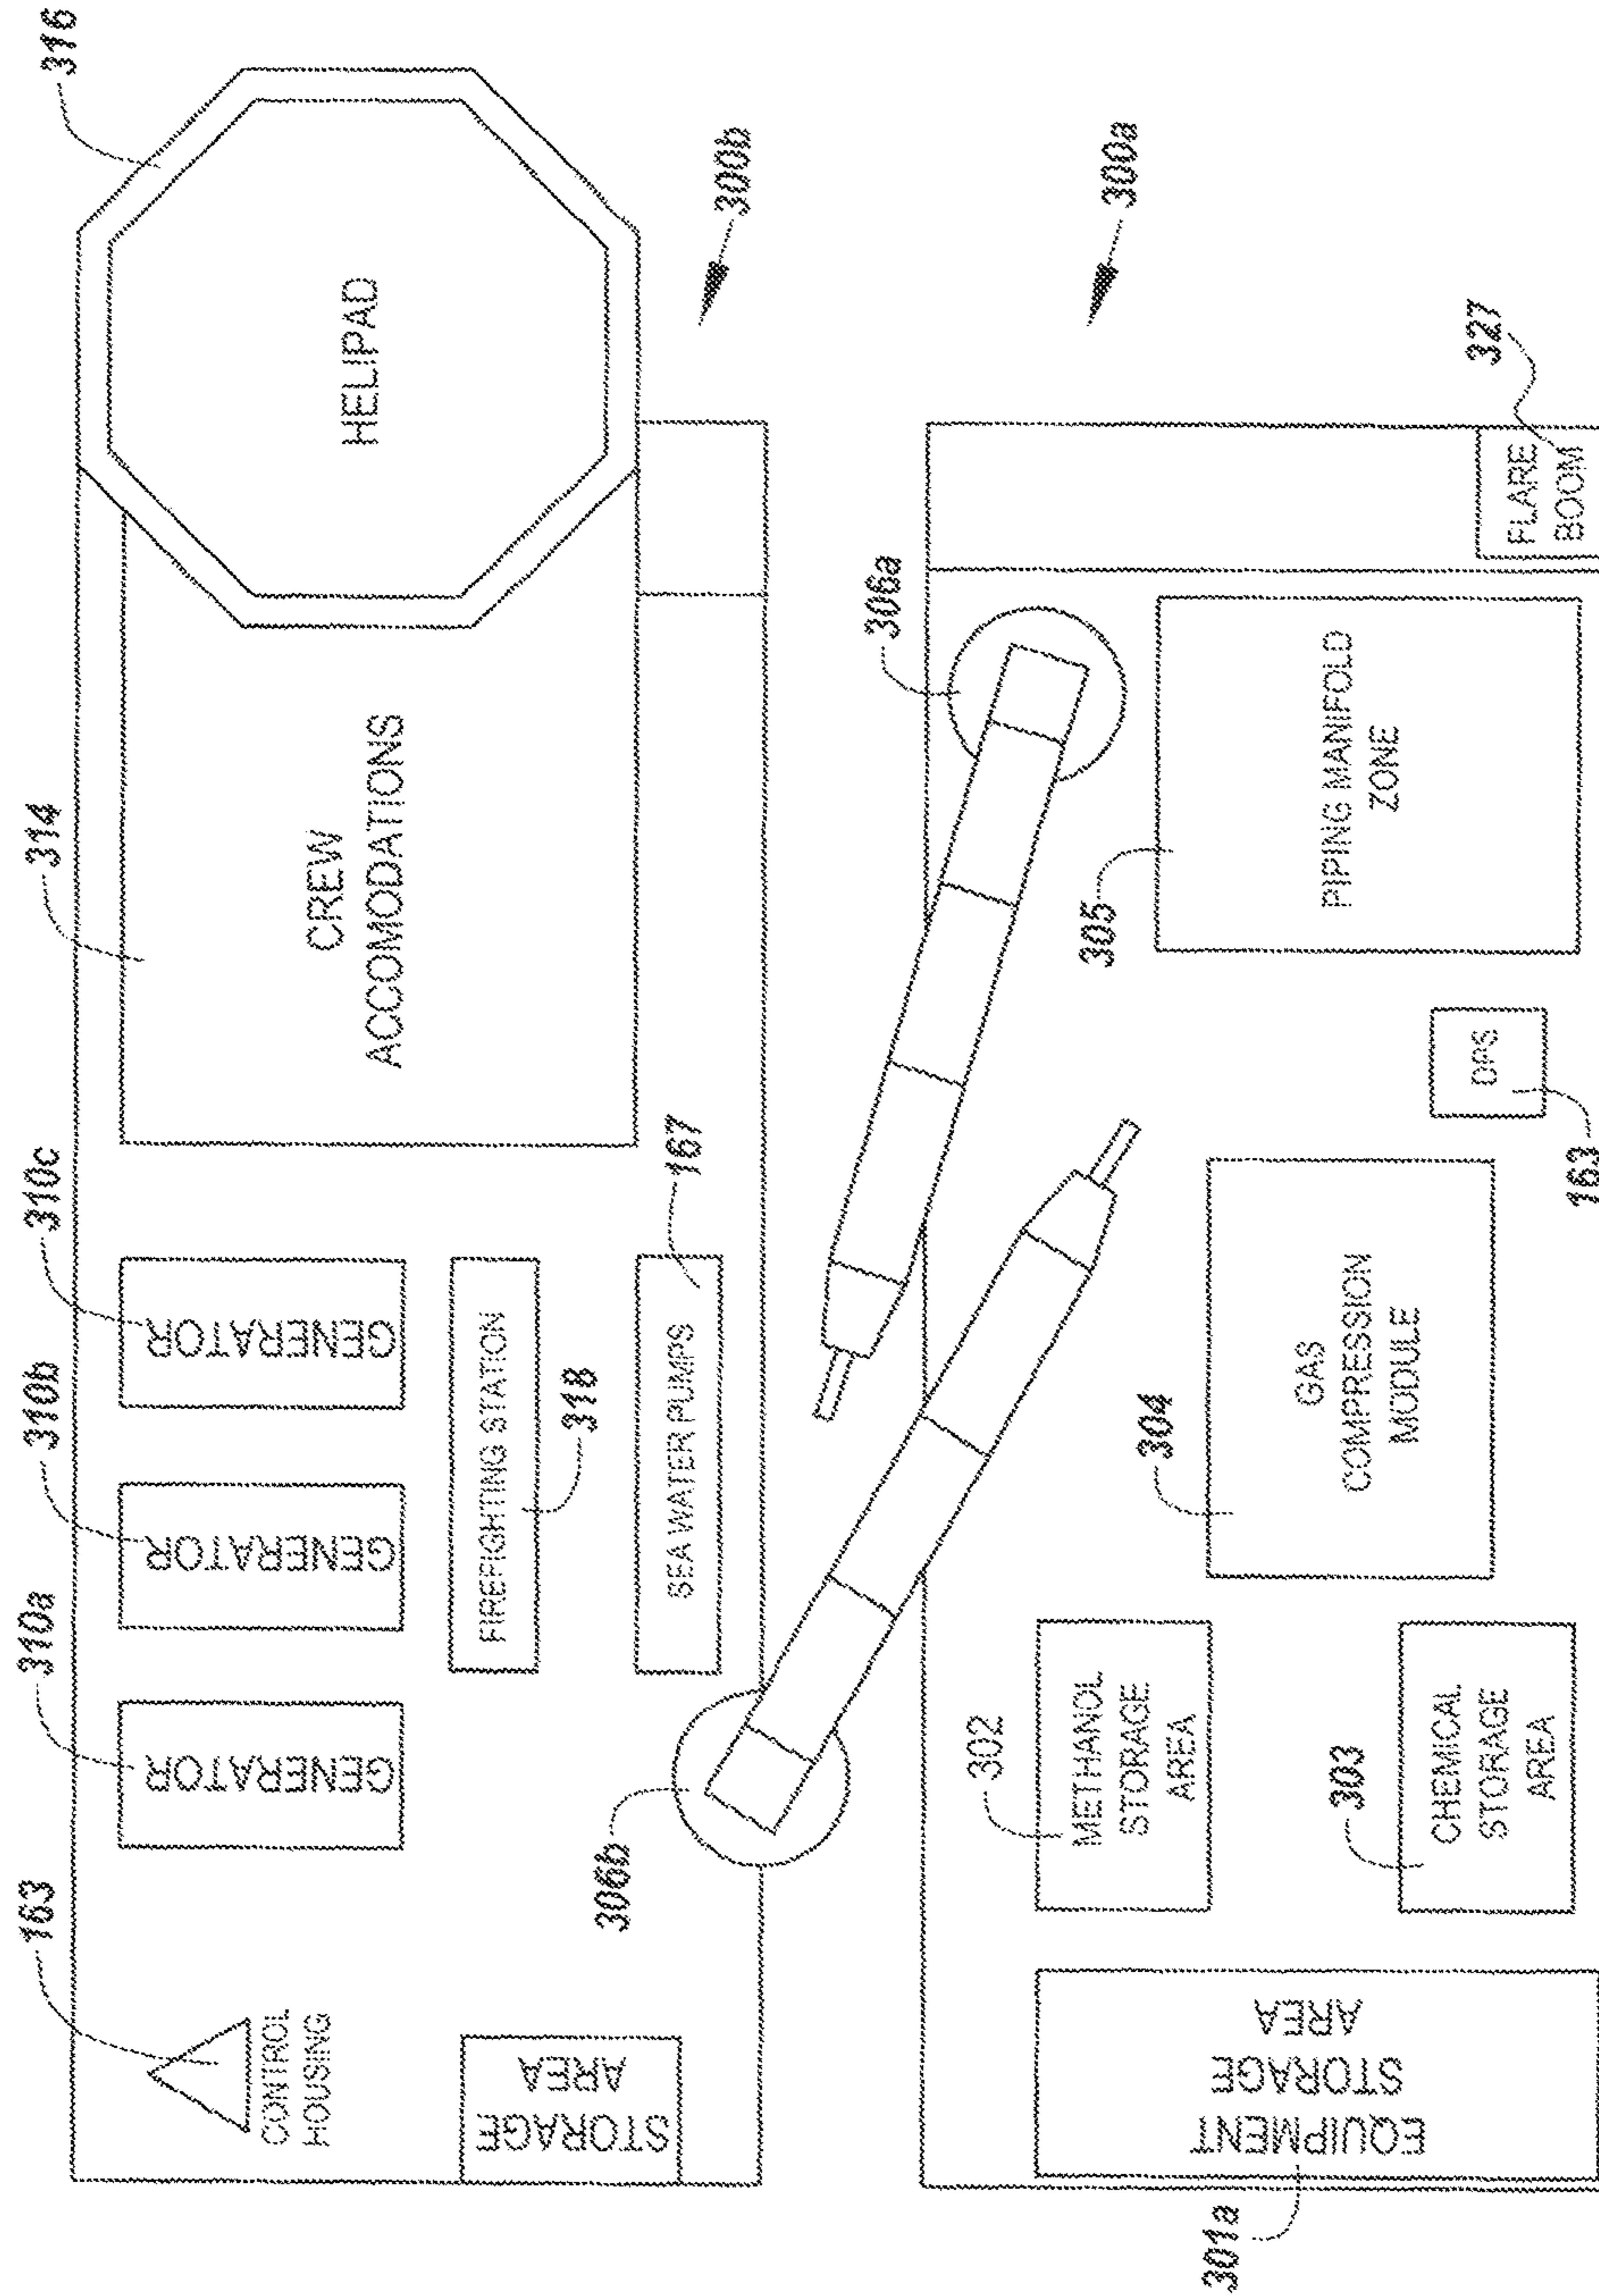 316
HELIPAD
300b
300a
327
FLARE
BOOM
314
CREW
ACCOMODATIONS
306a
305
PIPING MANIFOLD
ZONE
DPS
163
310c
GENERATOR
310b
GENERATOR
310a
GENERATOR
FIREFIGHTING STATION
318
167
SEA WATER PUMPS
304
GAS
COMPRESSION
MODULE
306b
302
METHANOL
STORAGE
AREA
303
CHEMICAL
STORAGE
AREA
163
CONTROL
HOUSING
STORAGE
AREA
EQUIPMENT
STORAGE
AREA
301a